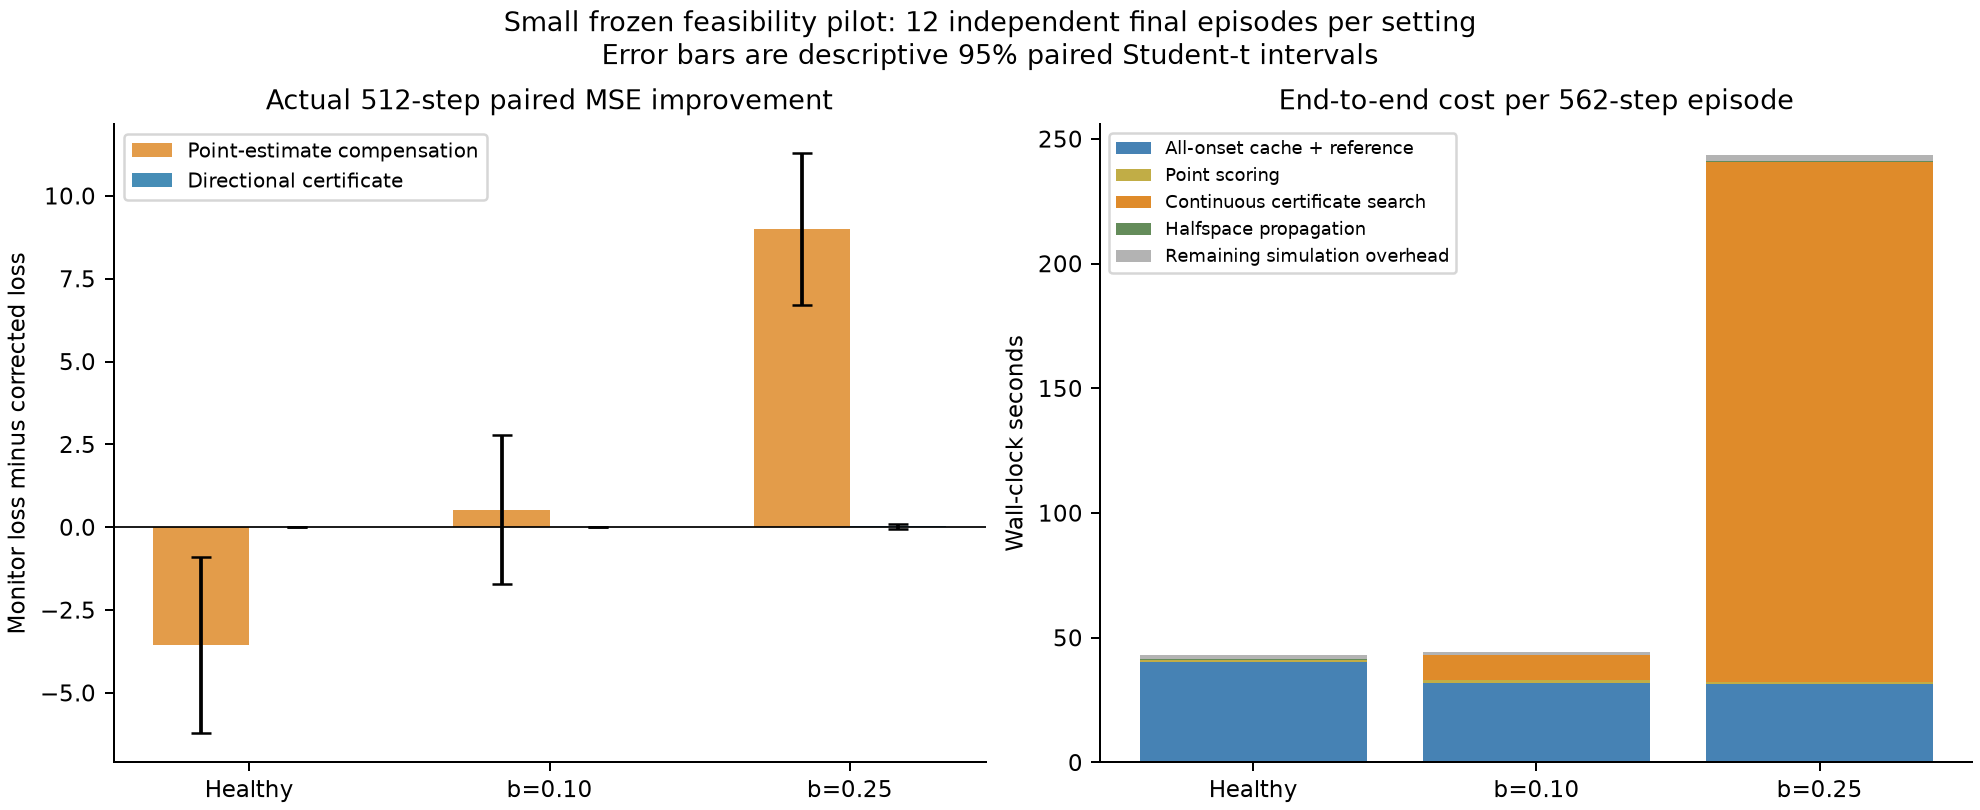 Small frozen feasibility pilot: 12 independent final episodes per setting
Error bars are descriptive 95% paired Student-t intervals
Actual 512-step paired MSE improvement
Monitor loss minus corrected loss
10.0
7.5
5.0
2.5
0.0
−2.5
−5.0
Point-estimate compensation
Directional certificate
Healthy
b=0.10
b=0.25
End-to-end cost per 562-step episode
Wall-clock seconds
250
200
150
100
50
0
All-onset cache + reference
Point scoring
Continuous certificate search
Halfspace propagation
Remaining simulation overhead
Healthy
b=0.10
b=0.25